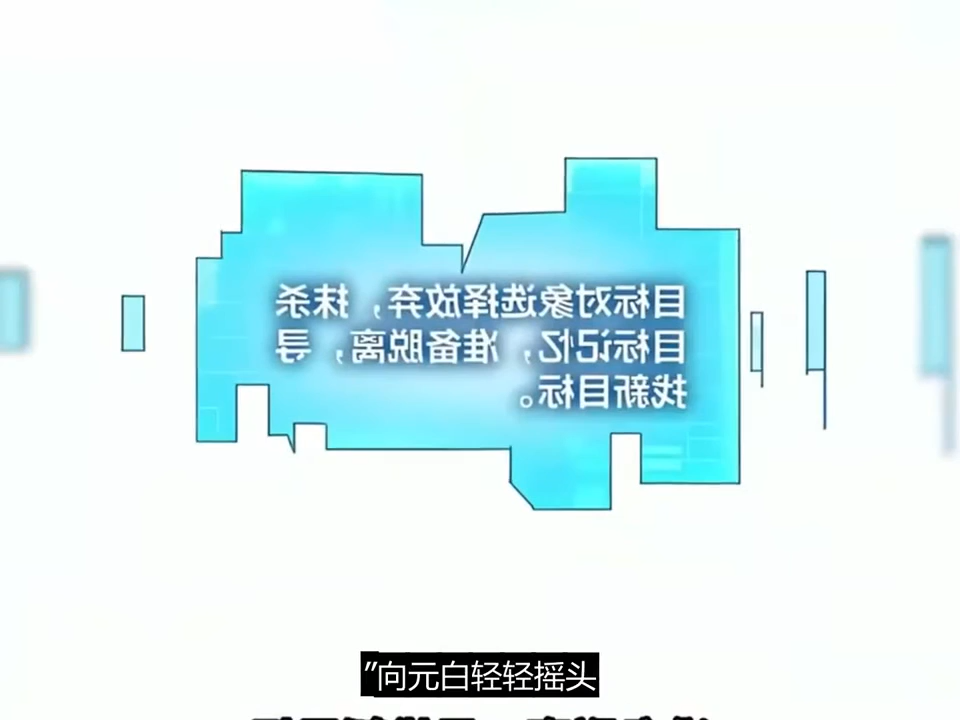 目标对象选择放弃，抹杀
目标记忆，准备脱离，寻
找新目标。
”向元白轻轻摇头